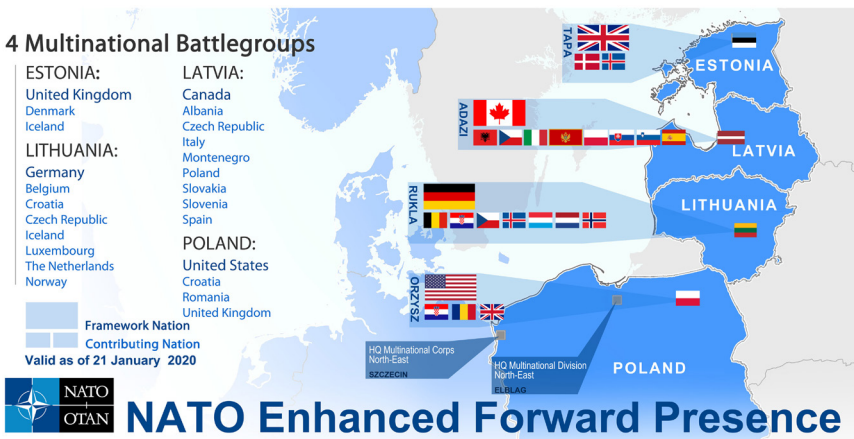 4 Multinational Battlegroups
ESTONIA:
United Kingdom
Denmark
Iceland
LITHUANIA:
Germany
Belgium
Croatia
Czech Republic
Iceland
Luxembourg
The Netherlands
Norway
LATVIA:
Canada
Albania
Czech Republic
Italy
Montenegro
Poland
Slovakia
Slovenia
Spain
POLAND:
United States
Croatia
Romania
United Kingdom
Framework Nation
Contributing Nation
Valid as of 21 January 2020
TAPA
ESTONIA
ADAZI
LATVIA
RUKLA
LITHUANIA
ORZYSZ
POLAND
HQ Multinational Corps
North-East
SZCZECIN
HQ Multinational Division
North-East
ELBLAG
NATO
OTAN
NATO Enhanced Forward Presence